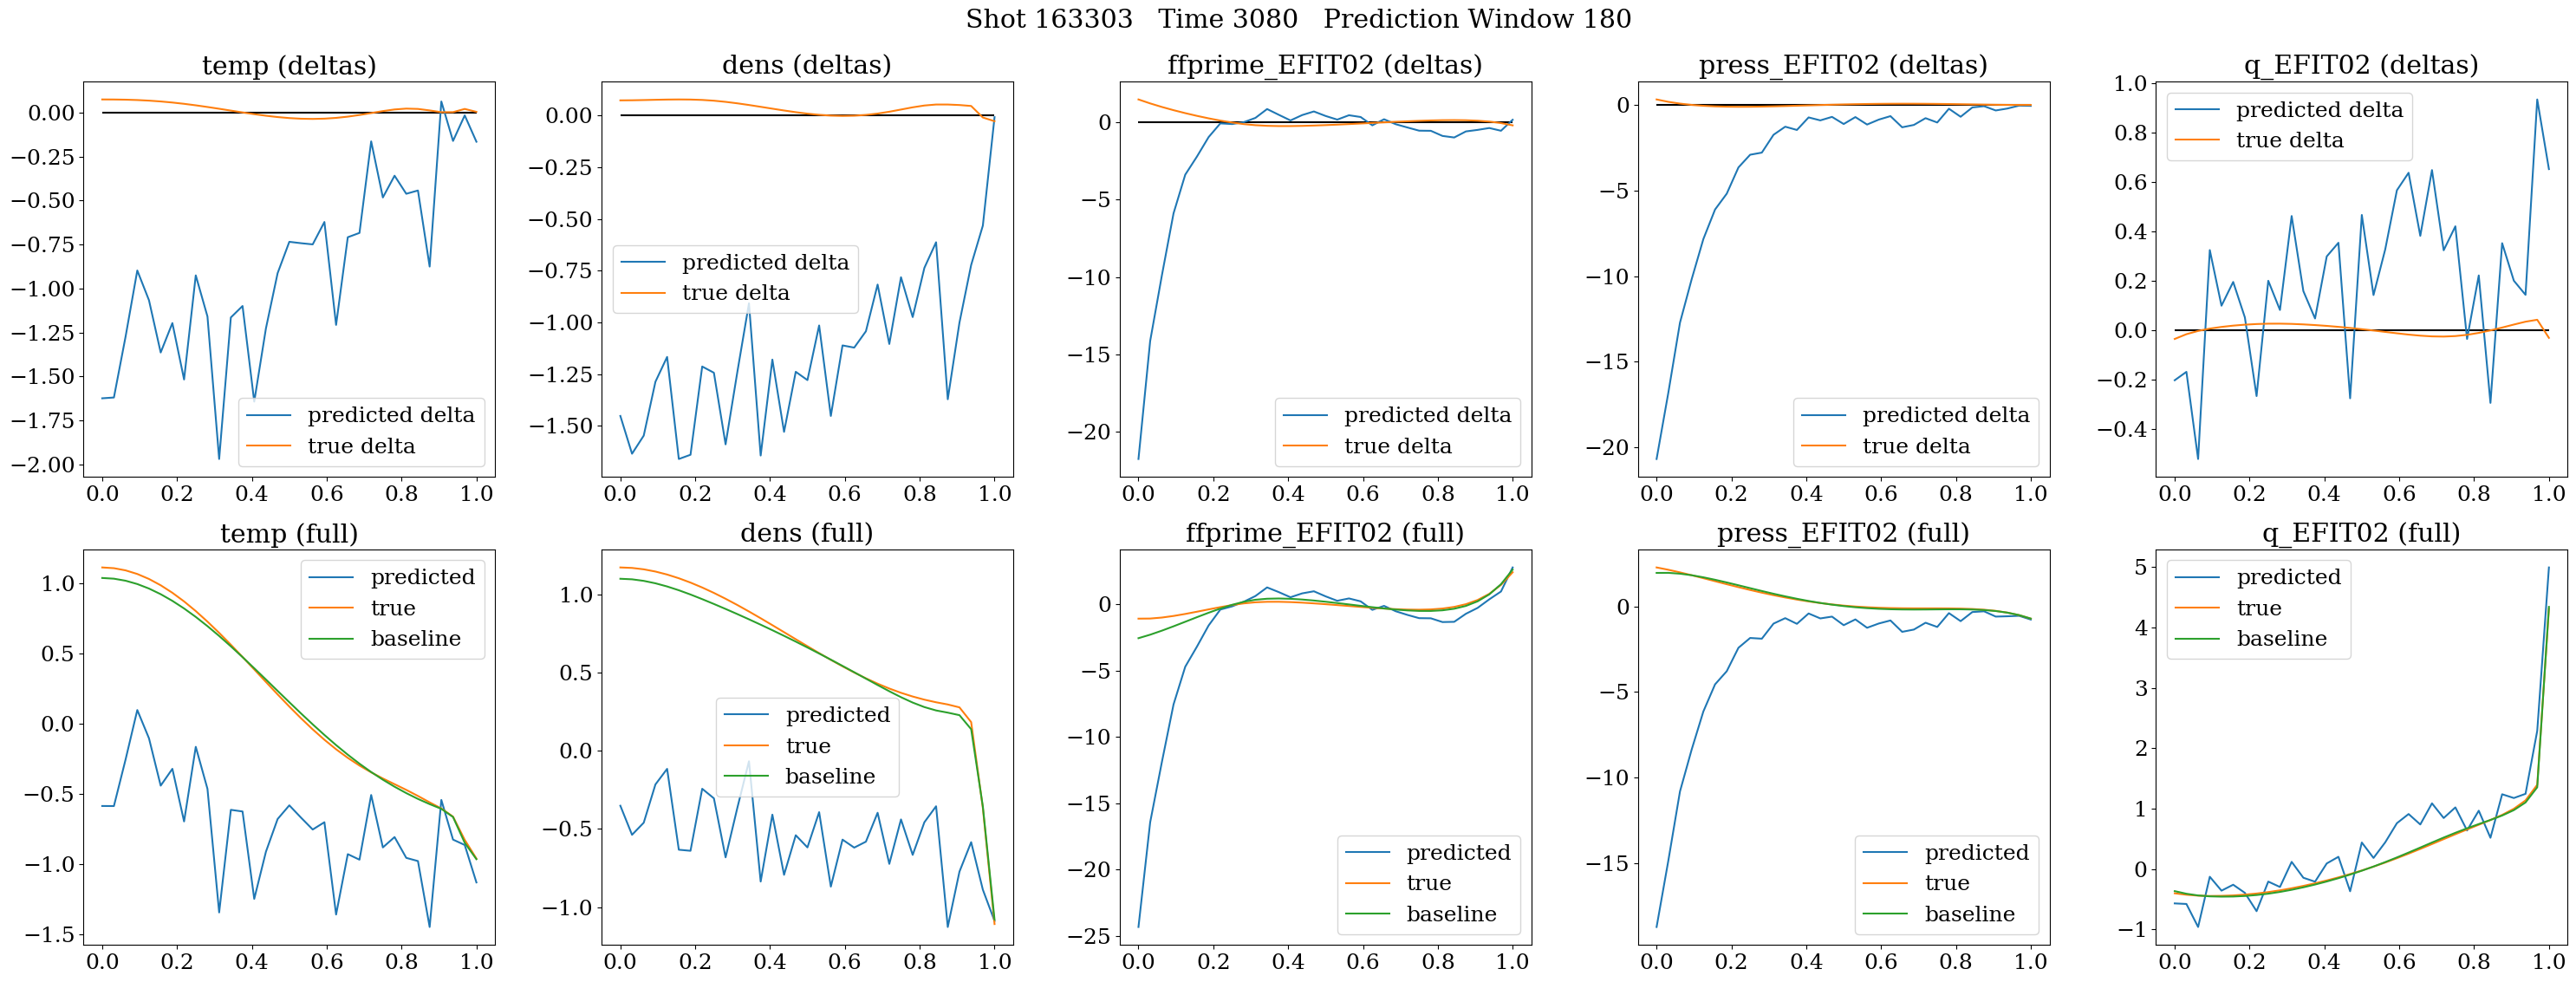 Shot 163303   Time 3080   Prediction Window 180
temp (deltas)
0.00
−0.25
−0.50
−0.75
−1.00
−1.25
−1.50
−1.75
−2.00
predicted delta
true delta
0.0 0.2 0.4 0.6 0.8 1.0
dens (deltas)
0.00
−0.25
−0.50
−0.75
−1.00
−1.25
−1.50
predicted delta
true delta
0.0 0.2 0.4 0.6 0.8 1.0
ffprime_EFIT02 (deltas)
0
−5
−10
−15
−20
predicted delta
true delta
0.0 0.2 0.4 0.6 0.8 1.0
press_EFIT02 (deltas)
0
−5
−10
−15
−20
predicted delta
true delta
0.0 0.2 0.4 0.6 0.8 1.0
q_EFIT02 (deltas)
1.0
0.8
0.6
0.4
0.2
0.0
−0.2
−0.4
predicted delta
true delta
0.0 0.2 0.4 0.6 0.8 1.0
temp (full)
1.0
0.5
0.0
−0.5
−1.0
−1.5
predicted
true
baseline
0.0 0.2 0.4 0.6 0.8 1.0
dens (full)
1.0
0.5
0.0
−0.5
−1.0
predicted
true
baseline
0.0 0.2 0.4 0.6 0.8 1.0
ffprime_EFIT02 (full)
0
−5
−10
−15
−20
−25
predicted
true
baseline
0.0 0.2 0.4 0.6 0.8 1.0
press_EFIT02 (full)
0
−5
−10
−15
predicted
true
baseline
0.0 0.2 0.4 0.6 0.8 1.0
q_EFIT02 (full)
5
4
3
2
1
0
−1
predicted
true
baseline
0.0 0.2 0.4 0.6 0.8 1.0